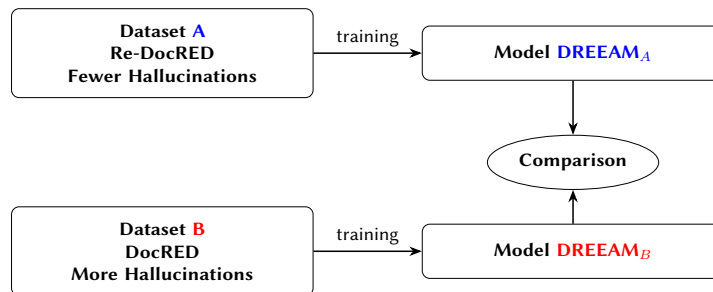 Dataset A
Re-DocRED
Fewer Hallucinations
training
Model DREEAM_A
Comparison
Dataset B
DocRED
More Hallucinations
training
Model DREEAM_B